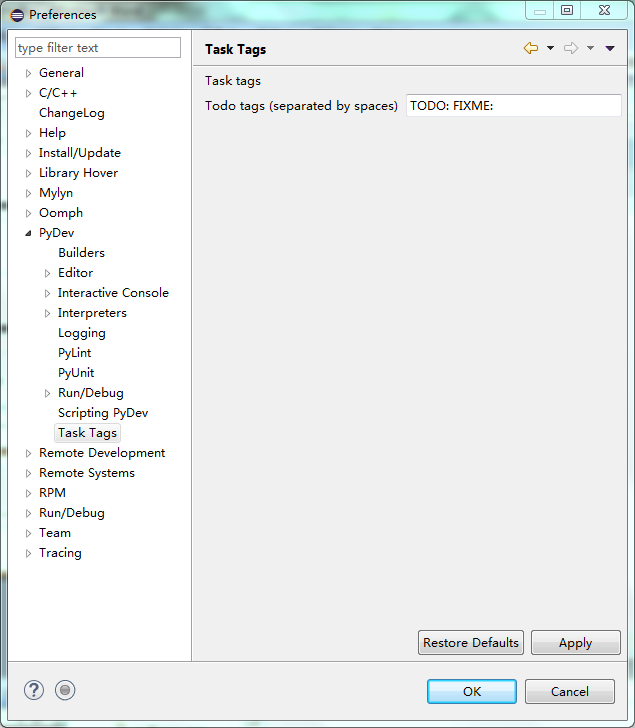 Preferences
type filter text
General
C/C++
ChangeLog
Help
Install/Update
Library Hover
Mylyn
Oomph
PyDev
Builders
Editor
Interactive Console
Interpreters
Logging
PyLint
PyUnit
Run/Debug
Scripting PyDev
Task Tags
Remote Development
Remote Systems
RPM
Run/Debug
Team
Tracing
Task Tags
Task tags
Todo tags (separated by spaces) TODO: FIXME:
Restore Defaults Apply
? OK Cancel